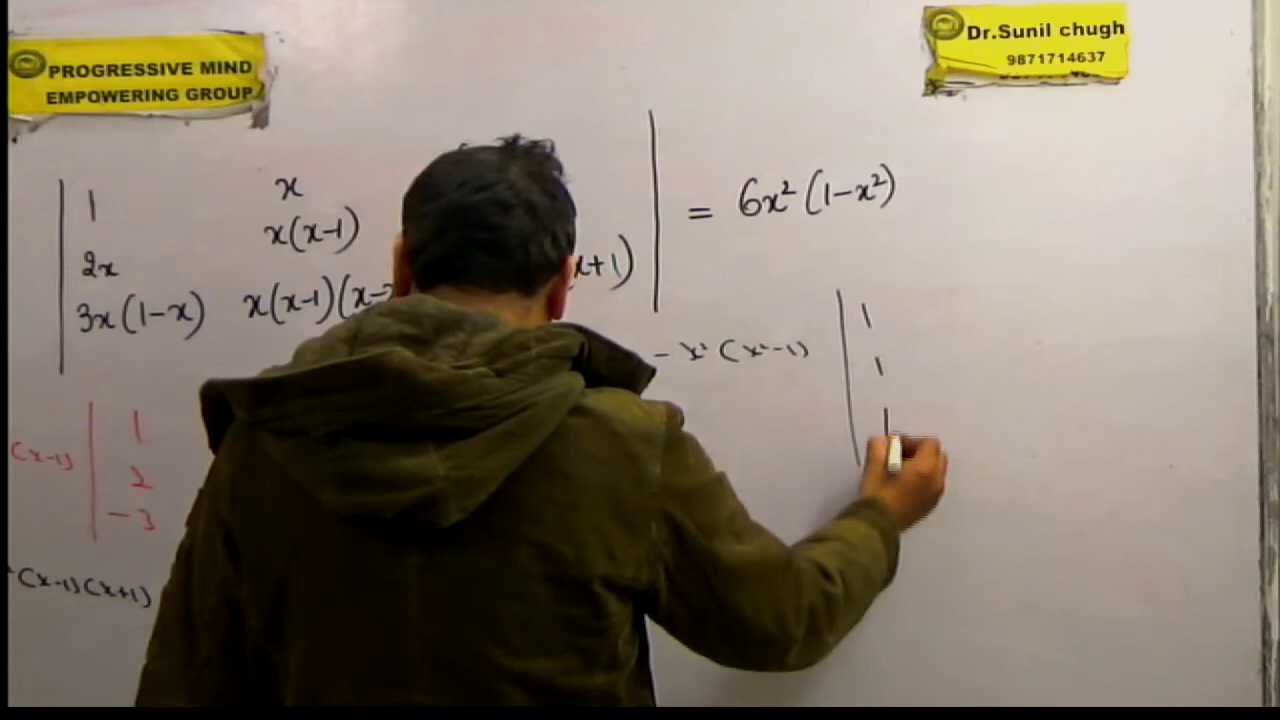 PROGRESSIVE MIND
EMPOWERING GROUP
Dr.Sunil chugh
9871714637
1 x
2x x(x-1)
3x(1-x) x(x-1)(x- x+1)
= 6x²(1-x²)
(x-1) 1
2
-3
(x-1)(x+1)
- x²(x²-1) 1
1
1